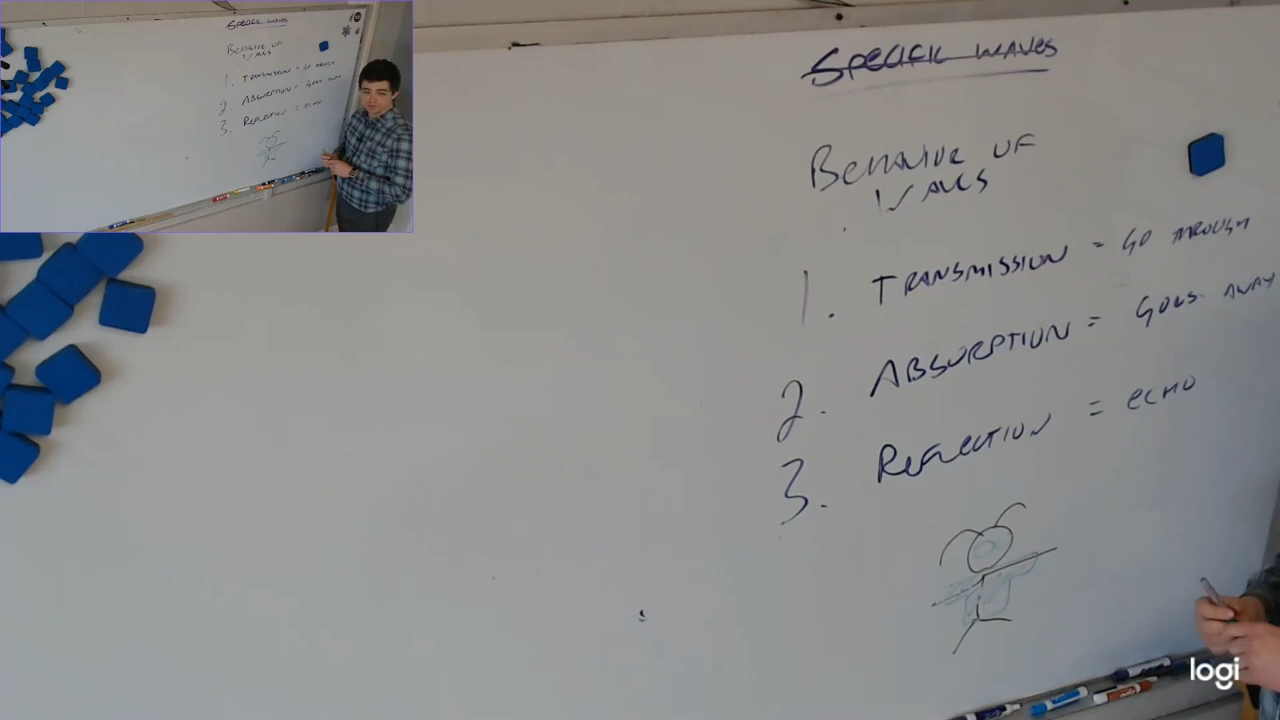 SPECIFIC WAVES
BEHAVIOR OF
WAVES
1. TRANSMISSION = GO THROUGH
2. ABSORPTION = GOES AWAY
3. REFLECTION = ECHO
logi